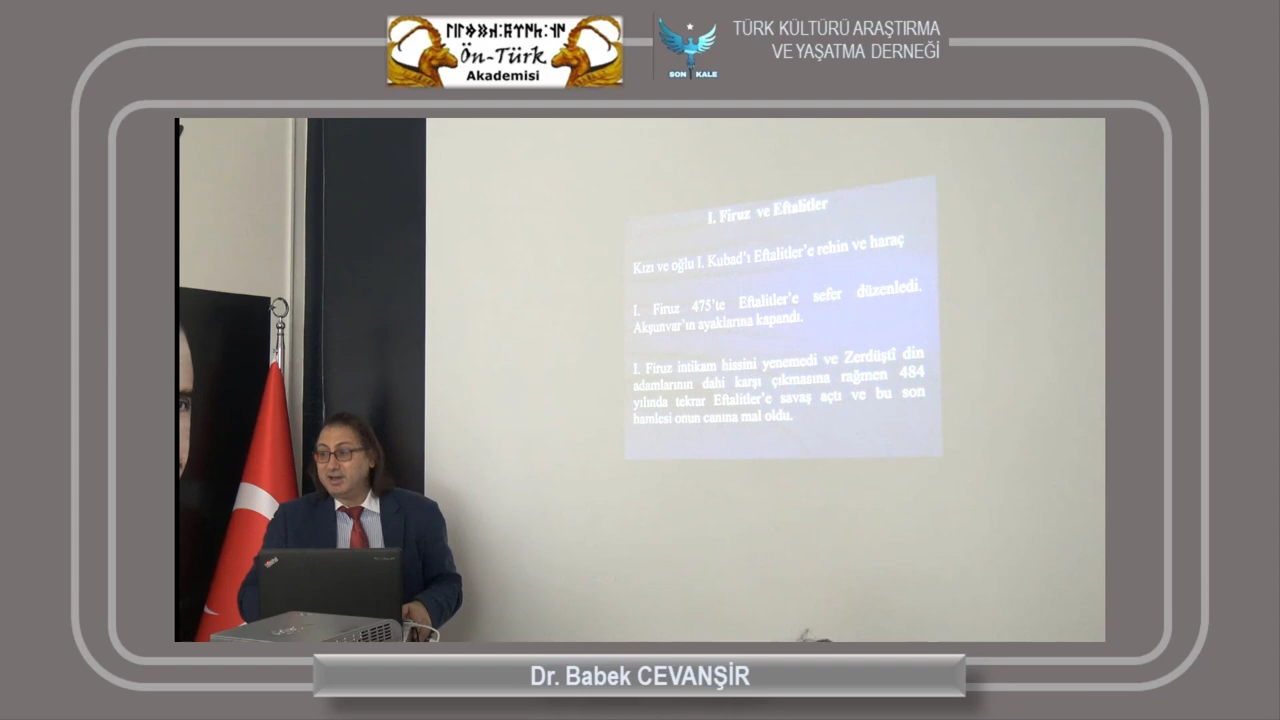 Ön-Türk
Akademisi
SON KALE
TÜRK KÜLTÜRÜ ARAŞTIRMA
VE YAŞATMA DERNEĞİ
I. Firuz ve Eftalitler
Kızı ve oğlu I. Kubad'ı Eftalitler'e rehin ve haraç
I. Firuz 475'te Eftalitler'e sefer düzenledi.
Akşunvar'ın ayaklarına kapandı.
I. Firuz intikam hissini yenemedi ve Zerdüştî din
adamlarının dahi karşı çıkmasına rağmen 484
yılında tekrar Eftalitler'e savaş açtı ve bu son
hamlesi onun canına mal oldu.
Dr. Babek CEVANŞİR